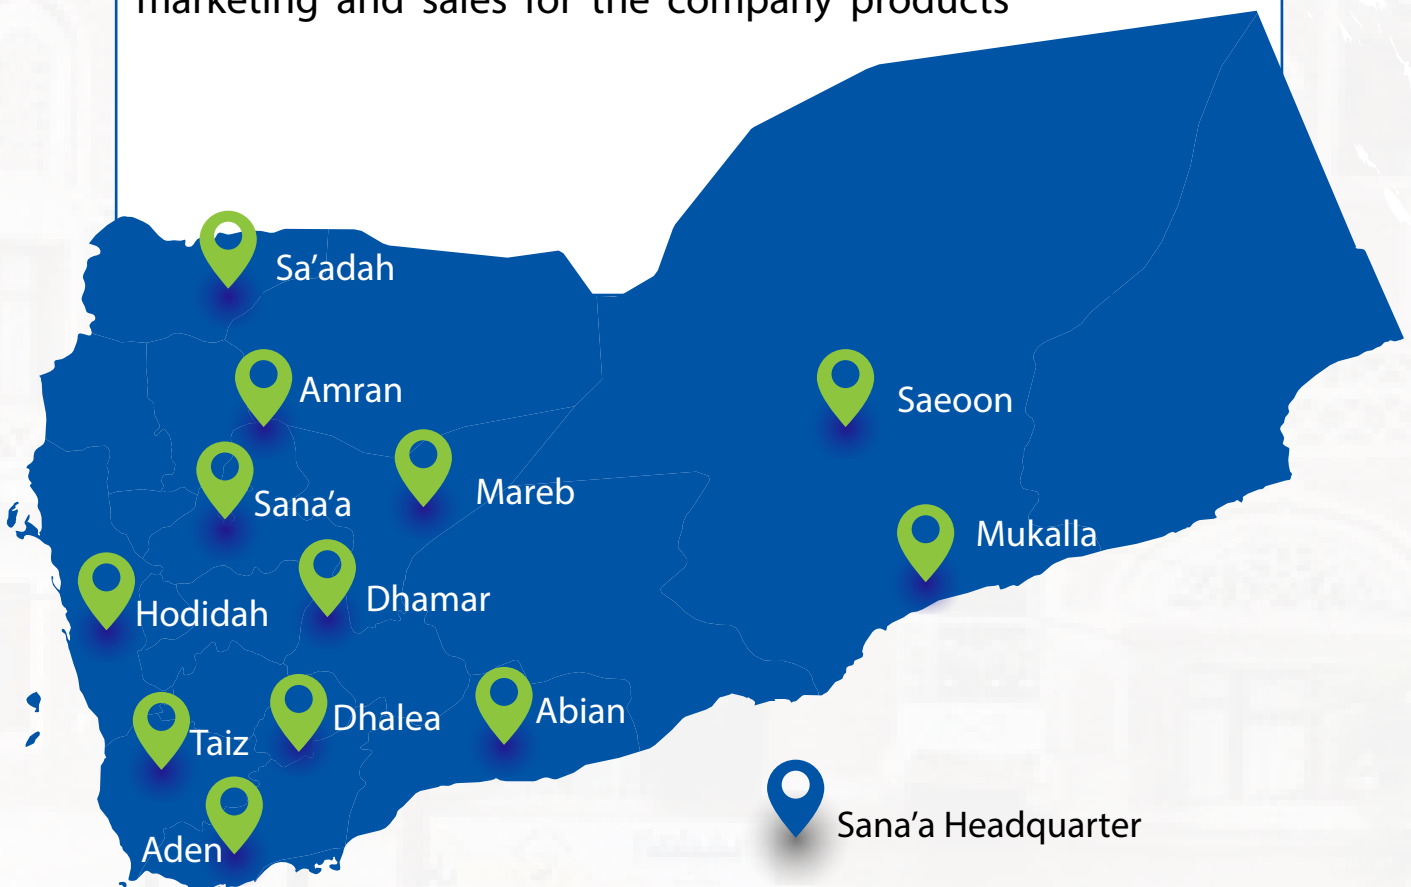 marketing and sales for the company products
Sa’adah
Amran
Saeoon
Mareb
Sana’a
Mukalla
Dhamar
Hodidah
Abian
Dhalea
Taiz
Sana’a Headquarter
Aden